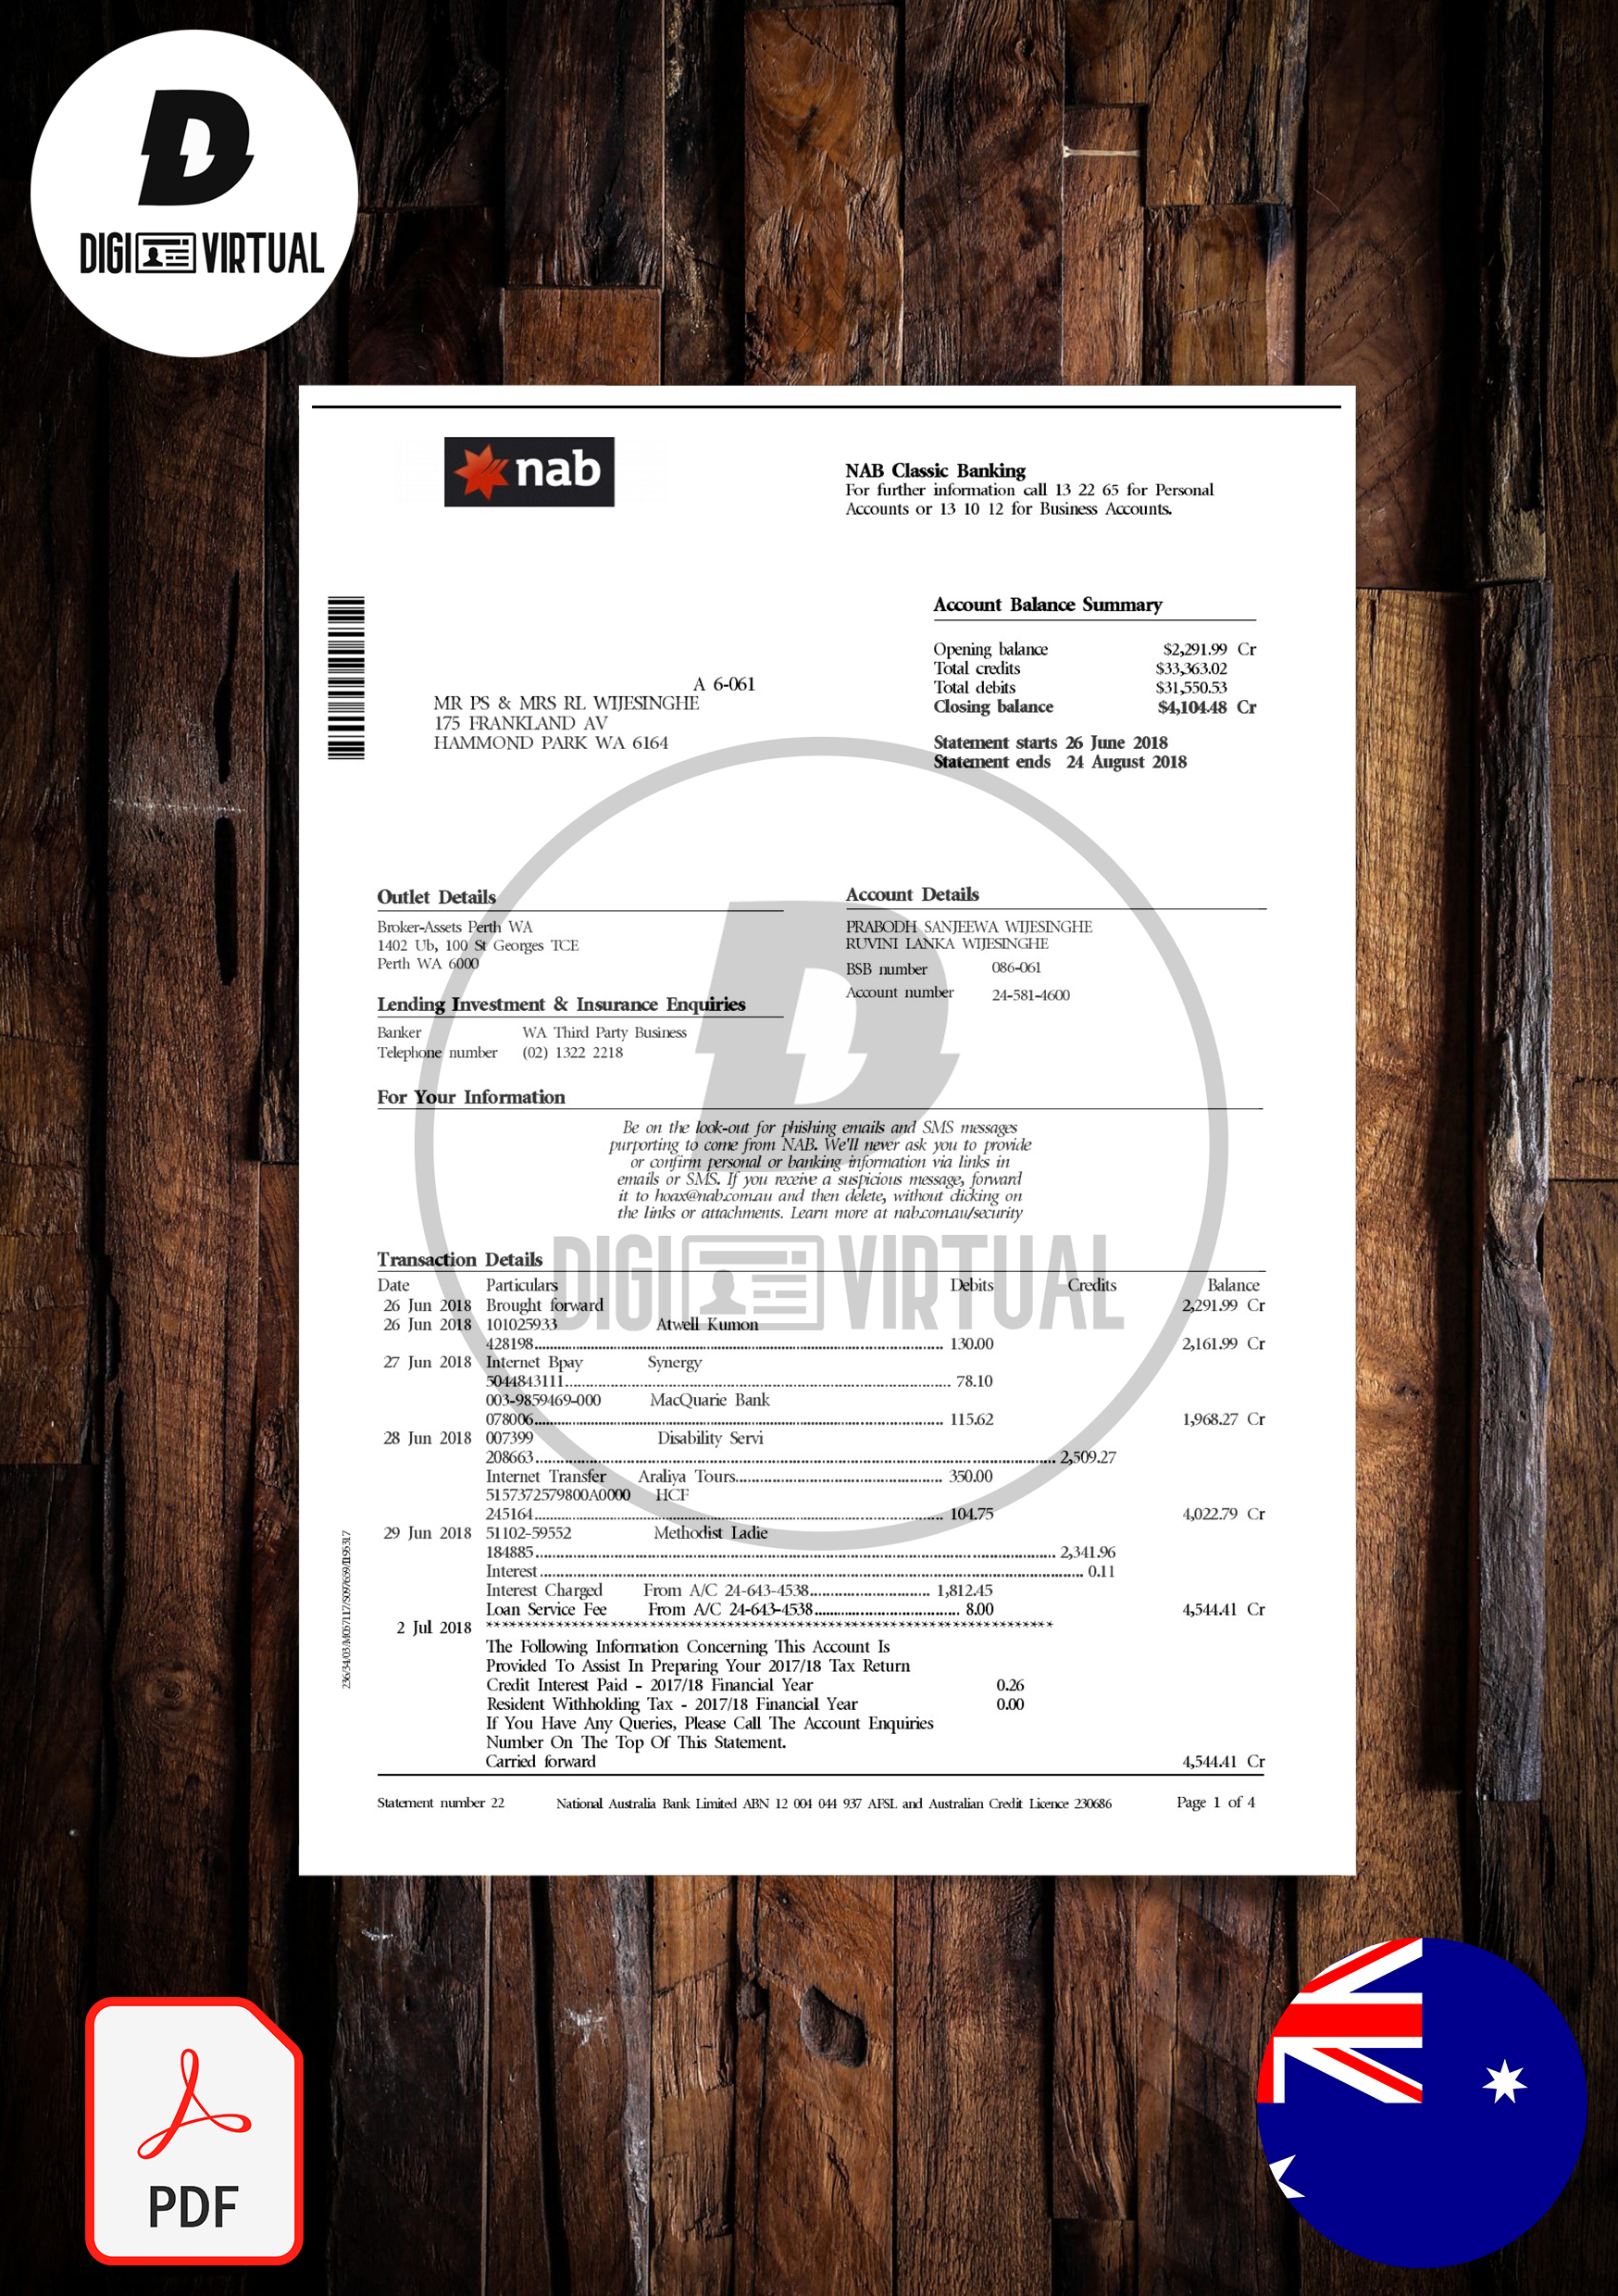 D
DIGI VIRTUAL
nab
NAB Classic Banking
For further information call 13 22 65 for Personal
Accounts or 13 10 12 for Business Accounts.
Account Balance Summary
Opening balance $2,291.99 Cr
Total credits $33,363.02
Total debits $31,550.53
Closing balance $4,104.48 Cr
Statement starts 26 June 2018
Statement ends 24 August 2018
A 6-061
MR PS & MRS RL WIJESINGHE
175 FRANKLAND AV
HAMMOND PARK WA 6164
Outlet Details
Broker-Assets Perth WA
1402 Ub, 100 St Georges TCE
Perth WA 6000
Lending Investment & Insurance Enquiries
Banker WA Third Party Business
Telephone number (02) 1322 2218
Account Details
PRABODH SANJEEWA WIJESINGHE
RUVINI LANKA WIJESINGHE
BSB number 086-061
Account number 24-581-4600
For Your Information
Be on the look-out for phishing emails and SMS messages
purporting to come from NAB. We'll never ask you to provide
or confirm personal or banking information via links in
emails or SMS. If you receive a suspicious message, forward
it to hoax@nab.com.au and then delete, without clicking on
the links or attachments. Learn more at nab.com.au/security
D
DIGI VIRTUAL
Transaction Details
Date Particulars Debits Credits Balance
26 Jun 2018 Brought forward 2,291.99 Cr
26 Jun 2018 101025933 Atwell Kumon
428198 130.00 2,161.99 Cr
27 Jun 2018 Internet Bpay Synergy
5044843111 78.10
003-9859469-000 MacQuarie Bank
078006 115.62 1,968.27 Cr
28 Jun 2018 007399 Disability Servi
208663 2,509.27
Internet Transfer Araliya Tours 350.00
5157372579800A0000 HCF
245164 104.75 4,022.79 Cr
29 Jun 2018 51102-59552 Methodist Ladie
184885 2,341.96
Interest 0.11
Interest Charged From A/C 24-643-4538 1,812.45
Loan Service Fee From A/C 24-643-4538 8.00 4,544.41 Cr
2 Jul 2018 **********************************************************************
The Following Information Concerning This Account Is
Provided To Assist In Preparing Your 2017/18 Tax Return
Credit Interest Paid - 2017/18 Financial Year 0.26
Resident Withholding Tax - 2017/18 Financial Year 0.00
If You Have Any Queries, Please Call The Account Enquiries
Number On The Top Of This Statement.
Carried forward 4,544.41 Cr
Statement number 22 National Australia Bank Limited ABN 12 004 044 937 AFSL and Australian Credit Licence 230686 Page 1 of 4
PDF